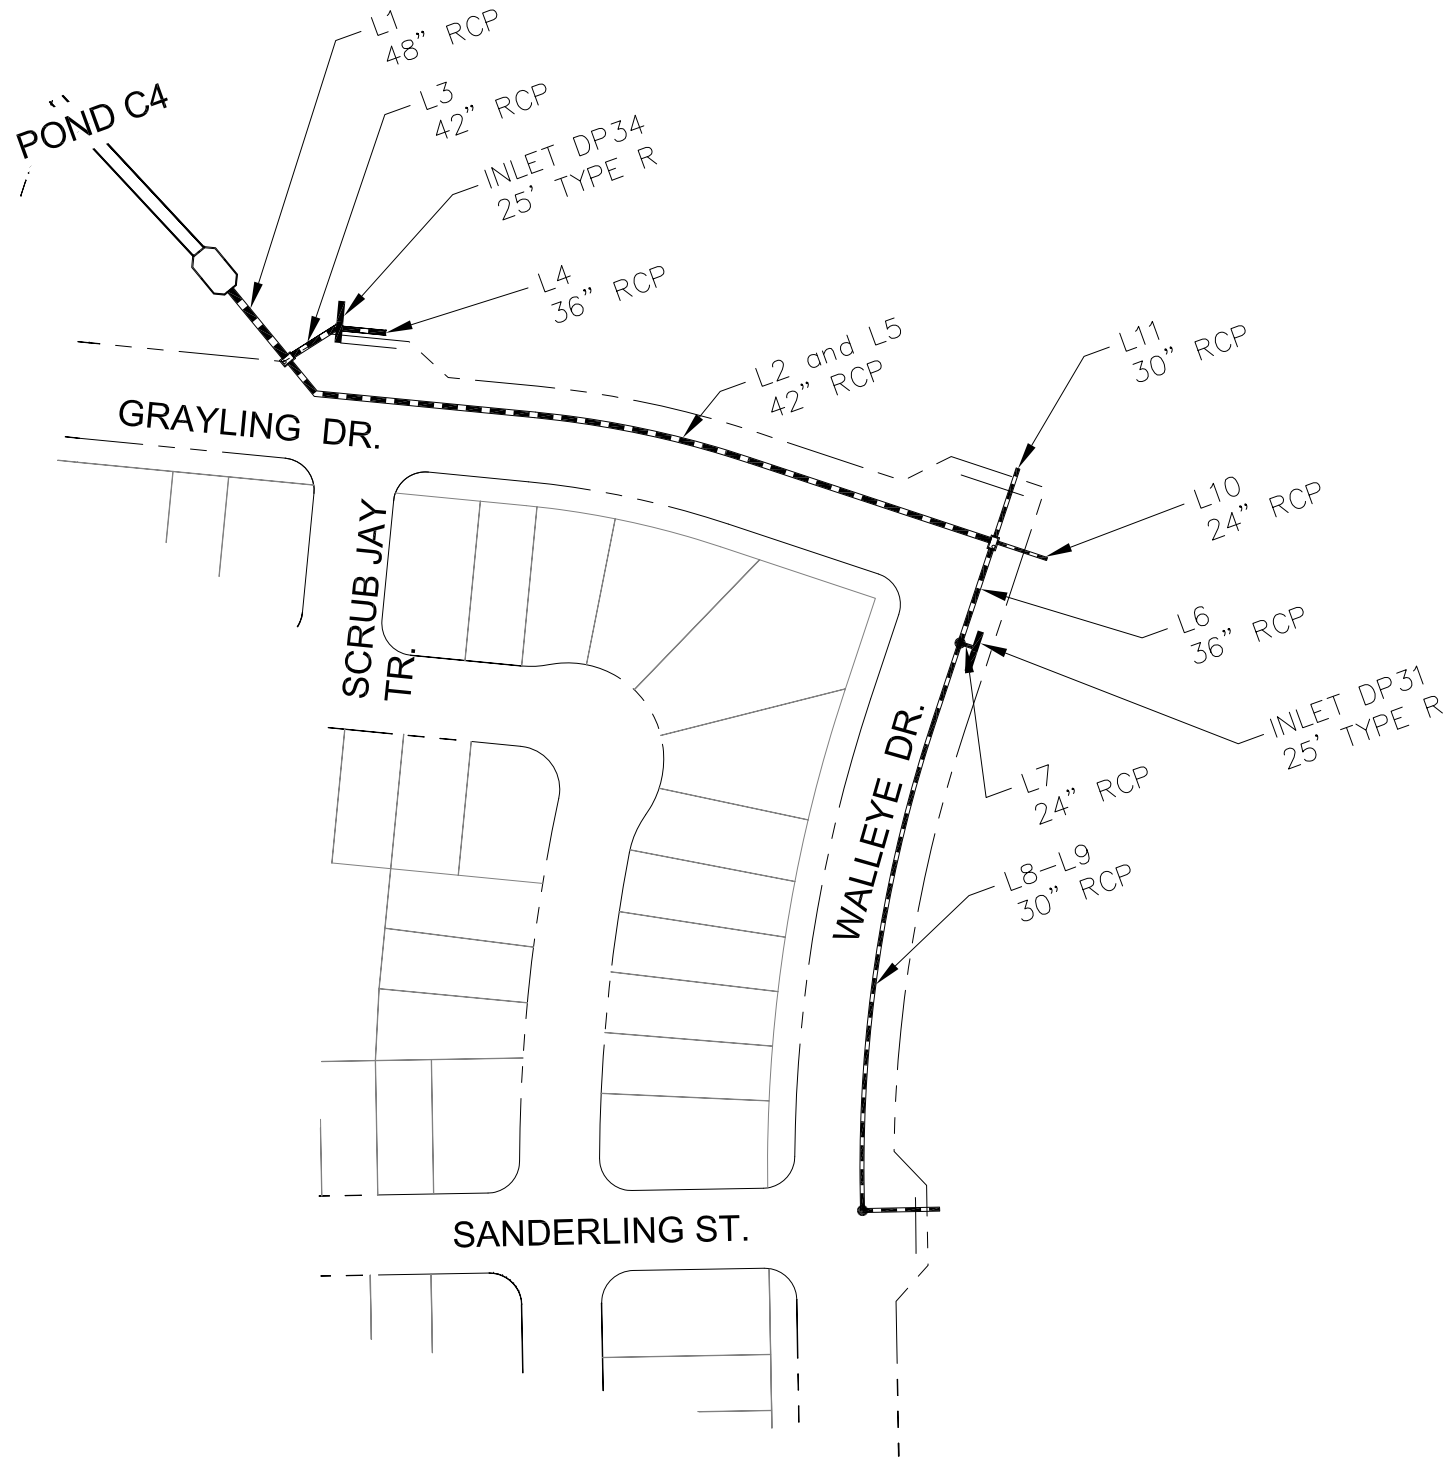 L1
48” RCP
L3
42” RCP
POND C4
INLET DP34
25’ TYPE R
L4
36” RCP
L2 and L5
42” RCP
L11
30” RCP
GRAYLING DR.
L10
24” RCP
SCRUB JAY
TR.
L6
36” RCP
INLET DP31
25’ TYPE R
WALLEYE DR.
L7
24” RCP
L8-L9
30” RCP
SANDERLING ST.